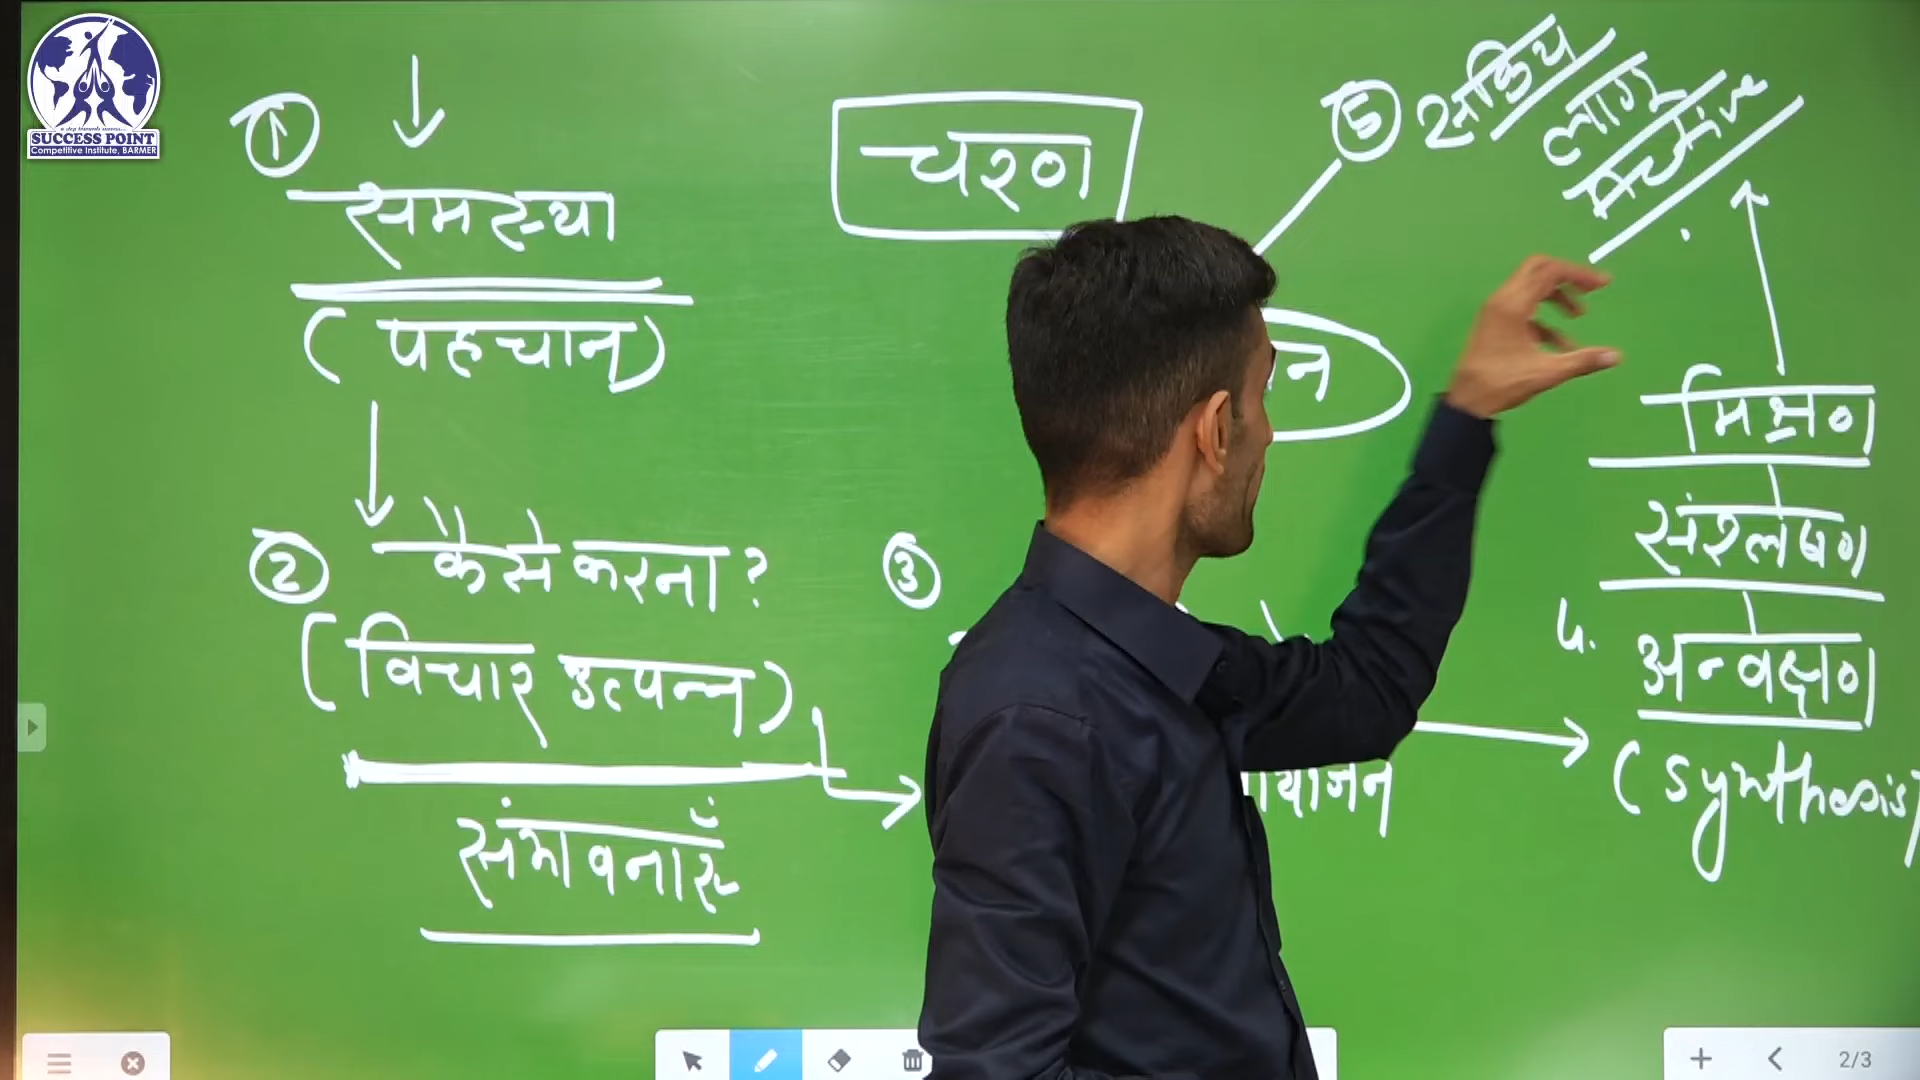 SUCCESS POINT
Competitive Institute, BARMER
चरण
1
समस्या
(पहचान)
2 कैसे करना?
(विचार उत्पन्न)
संभावनाएँ
3
योजन
4. अन्वेक्षण
(Synthesis)
संश्लेषण
मिश्रण
5 सक्रिय
लागू
2/3